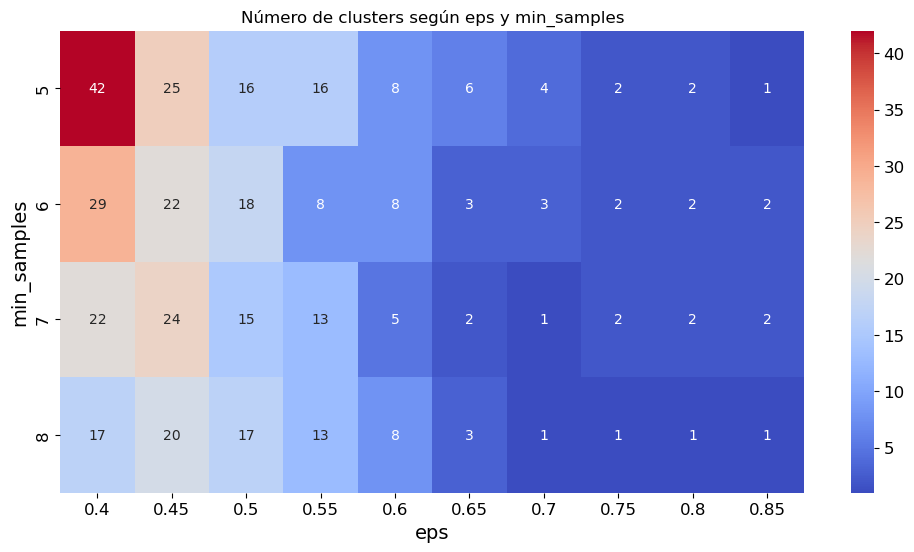 Número de clusters según eps y min_samples
min_samples
5 42 25 16 16 8 6 4 2 2 1
6 29 22 18 8 8 3 3 2 2 2
7 22 24 15 13 5 2 1 2 2 2
8 17 20 17 13 8 3 1 1 1 1
0.4 0.45 0.5 0.55 0.6 0.65 0.7 0.75 0.8 0.85
eps
40
35
30
25
20
15
10
5